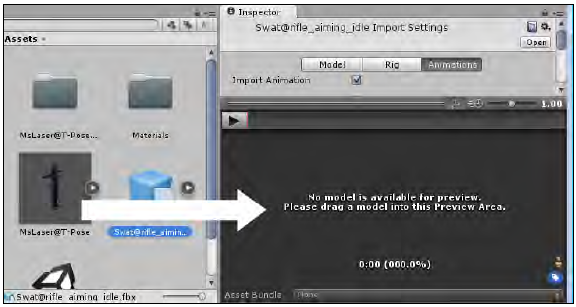 Inspector
Swat@rifle_aiming_idle Import Settings
Open
Assets
Model Rig Animations
Import Animation
1.00
MsLaser@T-Pose... Materials
No model is available for preview.
Please drag a model into this Preview Area.
MsLaser@T-Pose Swat@rifle_aimin...
0:00 (000.0%)
Swat@rifle_aiming_idle.fbx
Asset Bundle None